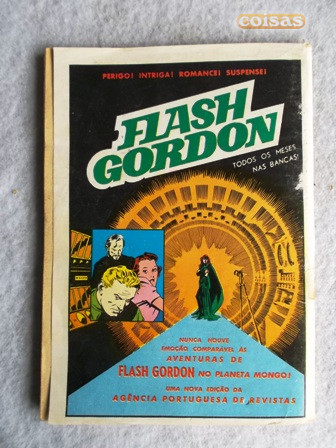 coisas
PERIGO! INTRIGA! ROMANCE! SUSPENSE!
FLASH
GORDON
TODOS OS MESES,
NAS BANCAS!
NUNCA HOUVE
EMOÇÃO COMPARÁVEL ÀS
AVENTURAS DE
FLASH GORDON NO PLANETA MONGO!
UMA NOVA EDIÇÃO DA
AGÊNCIA PORTUGUESA DE REVISTAS